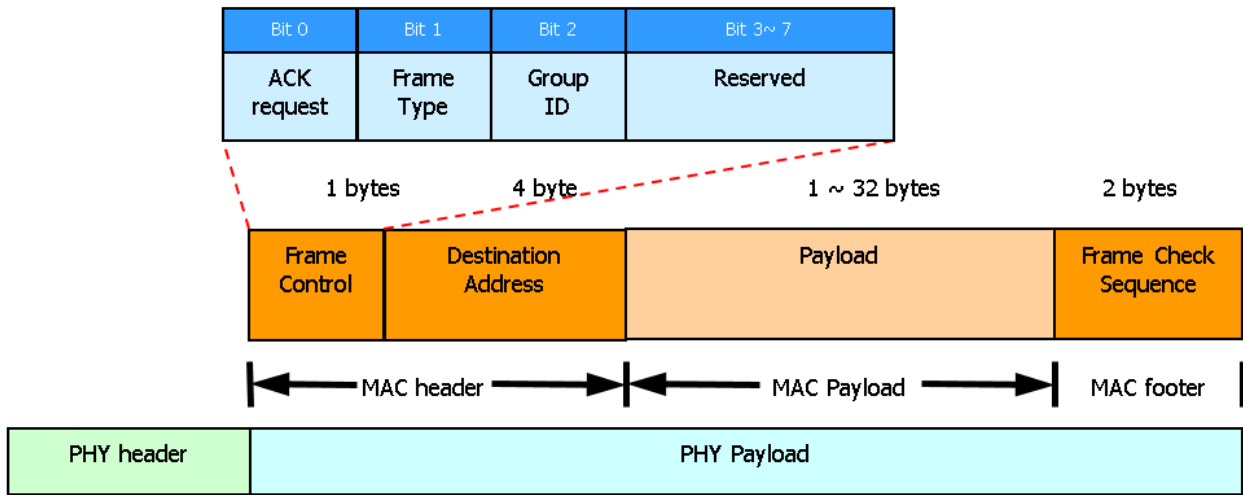 Bit 0 Bit 1 Bit 2 Bit 3~ 7
ACK request
Frame Type
Group ID
Reserved
1 bytes 4 byte 1 ~ 32 bytes 2 bytes
Frame Control
Destination Address
Payload
Frame Check Sequence
MAC header MAC Payload MAC footer
PHY header PHY Payload